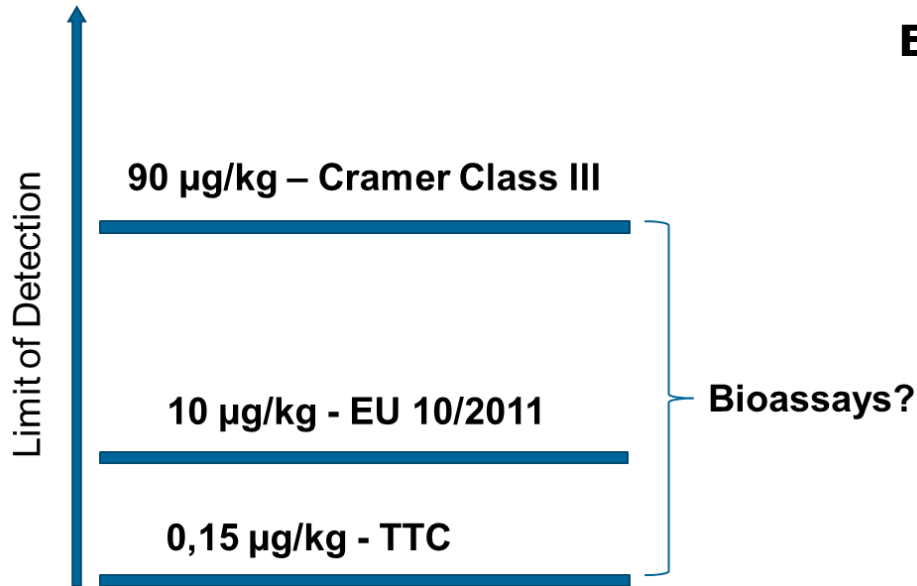 90 µg/kg – Cramer Class III
Limit of Detection
10 µg/kg - EU 10/2011
Bioassays?
0,15 µg/kg - TTC